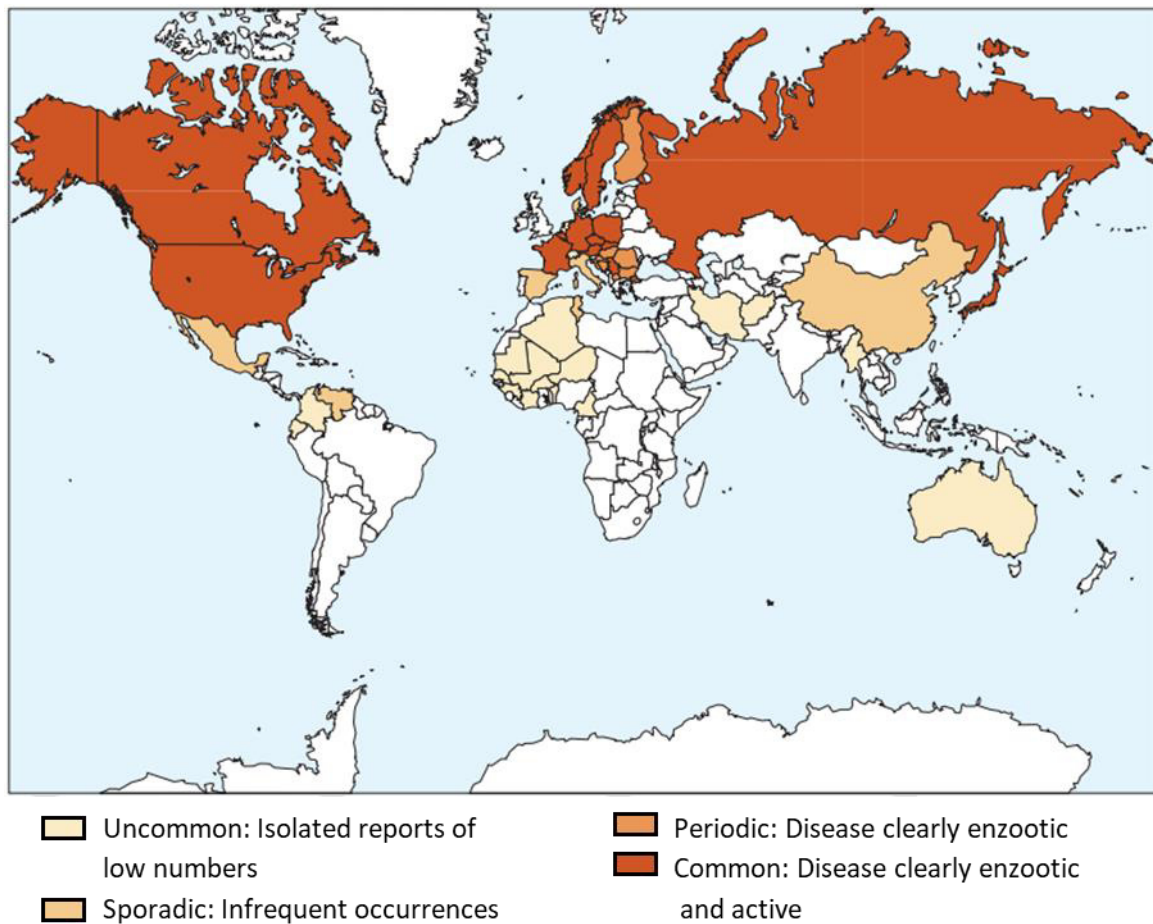 Uncommon: Isolated reports of
low numbers
Sporadic: Infrequent occurrences
Periodic: Disease clearly enzootic
Common: Disease clearly enzootic
and active